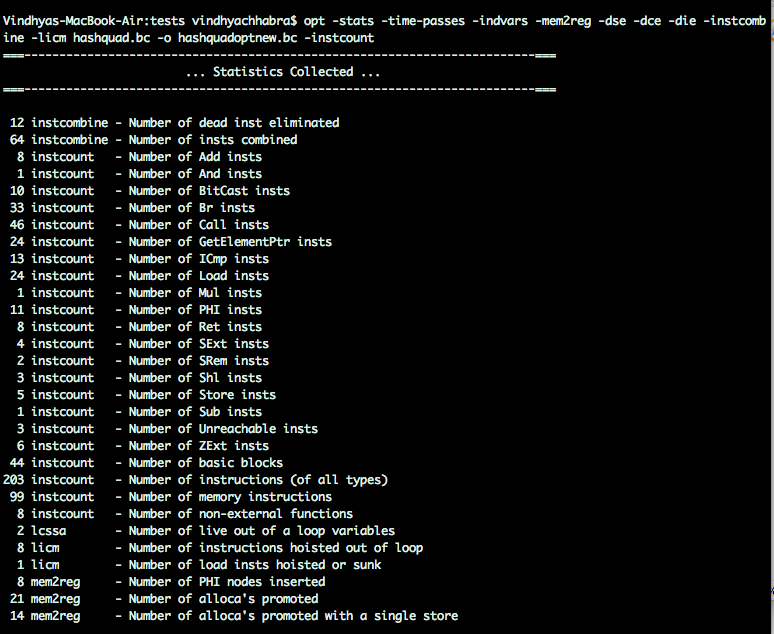 Vindhyas-MacBook-Air:tests vindhyachhabra$ opt -stats -time-passes -indvars -mem2reg -dse -dce -die -instcomb
ine -licm hashquad.bc -o hashquadoptnew.bc -instcount
===-------------------------------------------------------------------------===
... Statistics Collected ...
===-------------------------------------------------------------------------===
12 instcombine - Number of dead inst eliminated
64 instcombine - Number of insts combined
8 instcount - Number of Add insts
1 instcount - Number of And insts
10 instcount - Number of BitCast insts
33 instcount - Number of Br insts
46 instcount - Number of Call insts
24 instcount - Number of GetElementPtr insts
13 instcount - Number of ICmp insts
24 instcount - Number of Load insts
1 instcount - Number of Mul insts
11 instcount - Number of PHI insts
8 instcount - Number of Ret insts
4 instcount - Number of SExt insts
2 instcount - Number of SRem insts
3 instcount - Number of Shl insts
5 instcount - Number of Store insts
1 instcount - Number of Sub insts
3 instcount - Number of Unreachable insts
6 instcount - Number of ZExt insts
44 instcount - Number of basic blocks
203 instcount - Number of instructions (of all types)
99 instcount - Number of memory instructions
8 instcount - Number of non-external functions
2 lcssa - Number of live out of a loop variables
8 licm - Number of instructions hoisted out of loop
1 licm - Number of load insts hoisted or sunk
8 mem2reg - Number of PHI nodes inserted
21 mem2reg - Number of alloca's promoted
14 mem2reg - Number of alloca's promoted with a single store